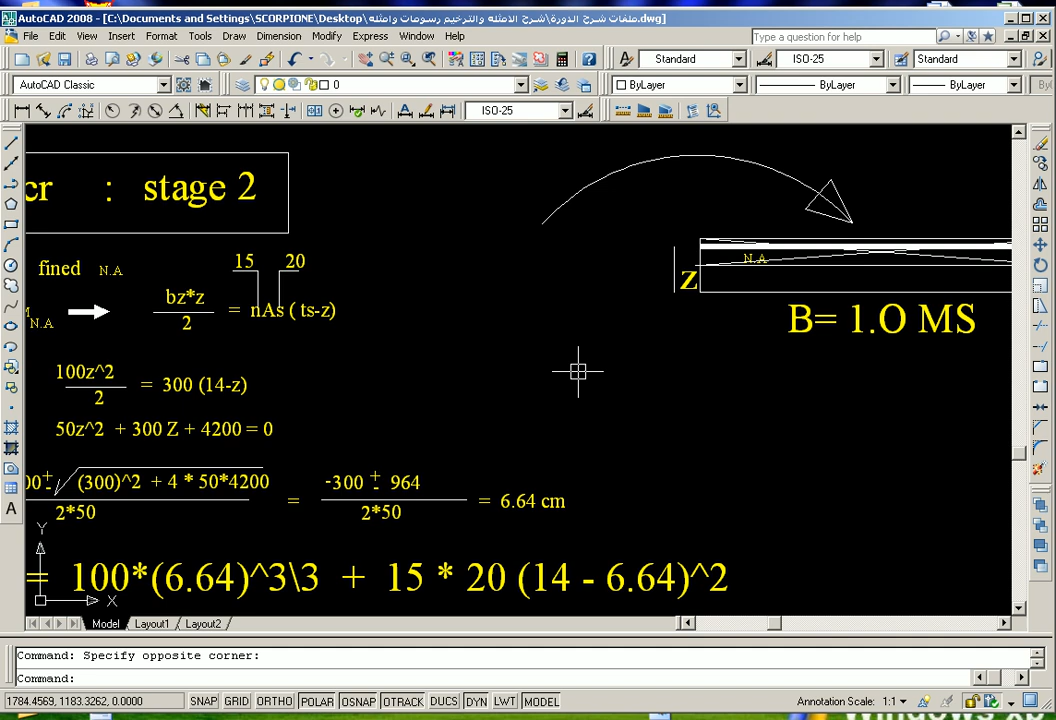 AutoCAD 2008 - [C:\Documents and Settings\SCORPIONE\Desktop\ملفات شرح الدورة\شرح الامثله والترخيم رسومات وامثله.dwg]
File Edit View Insert Format Tools Draw Dimension Modify Express Window Help
Type a question for help
Standard ISO-25 Standard
AutoCAD Classic 0 ByLayer ByLayer ByLayer
ISO-25
cr : stage 2
15 20
fined N.A
bz*z
N.A = nAs ( ts-z)
2
100z^2
= 300 (14-z)
2
50z^2 + 300 Z + 4200 = 0
00+- (300)^2 + 4 * 50*4200 -300 +- 964
= = 6.64 cm
2*50 2*50
= 100*(6.64)^3\3 + 15 * 20 (14 - 6.64)^2
N.A
Z
B= 1.O MS
Y
X
Model Layout1 Layout2
Command: Specify opposite corner:
Command:
1784.4569, 1183.3262, 0.0000 SNAP GRID ORTHO POLAR OSNAP OTRACK DUCS DYN LWT MODEL Annotation Scale: 1:1